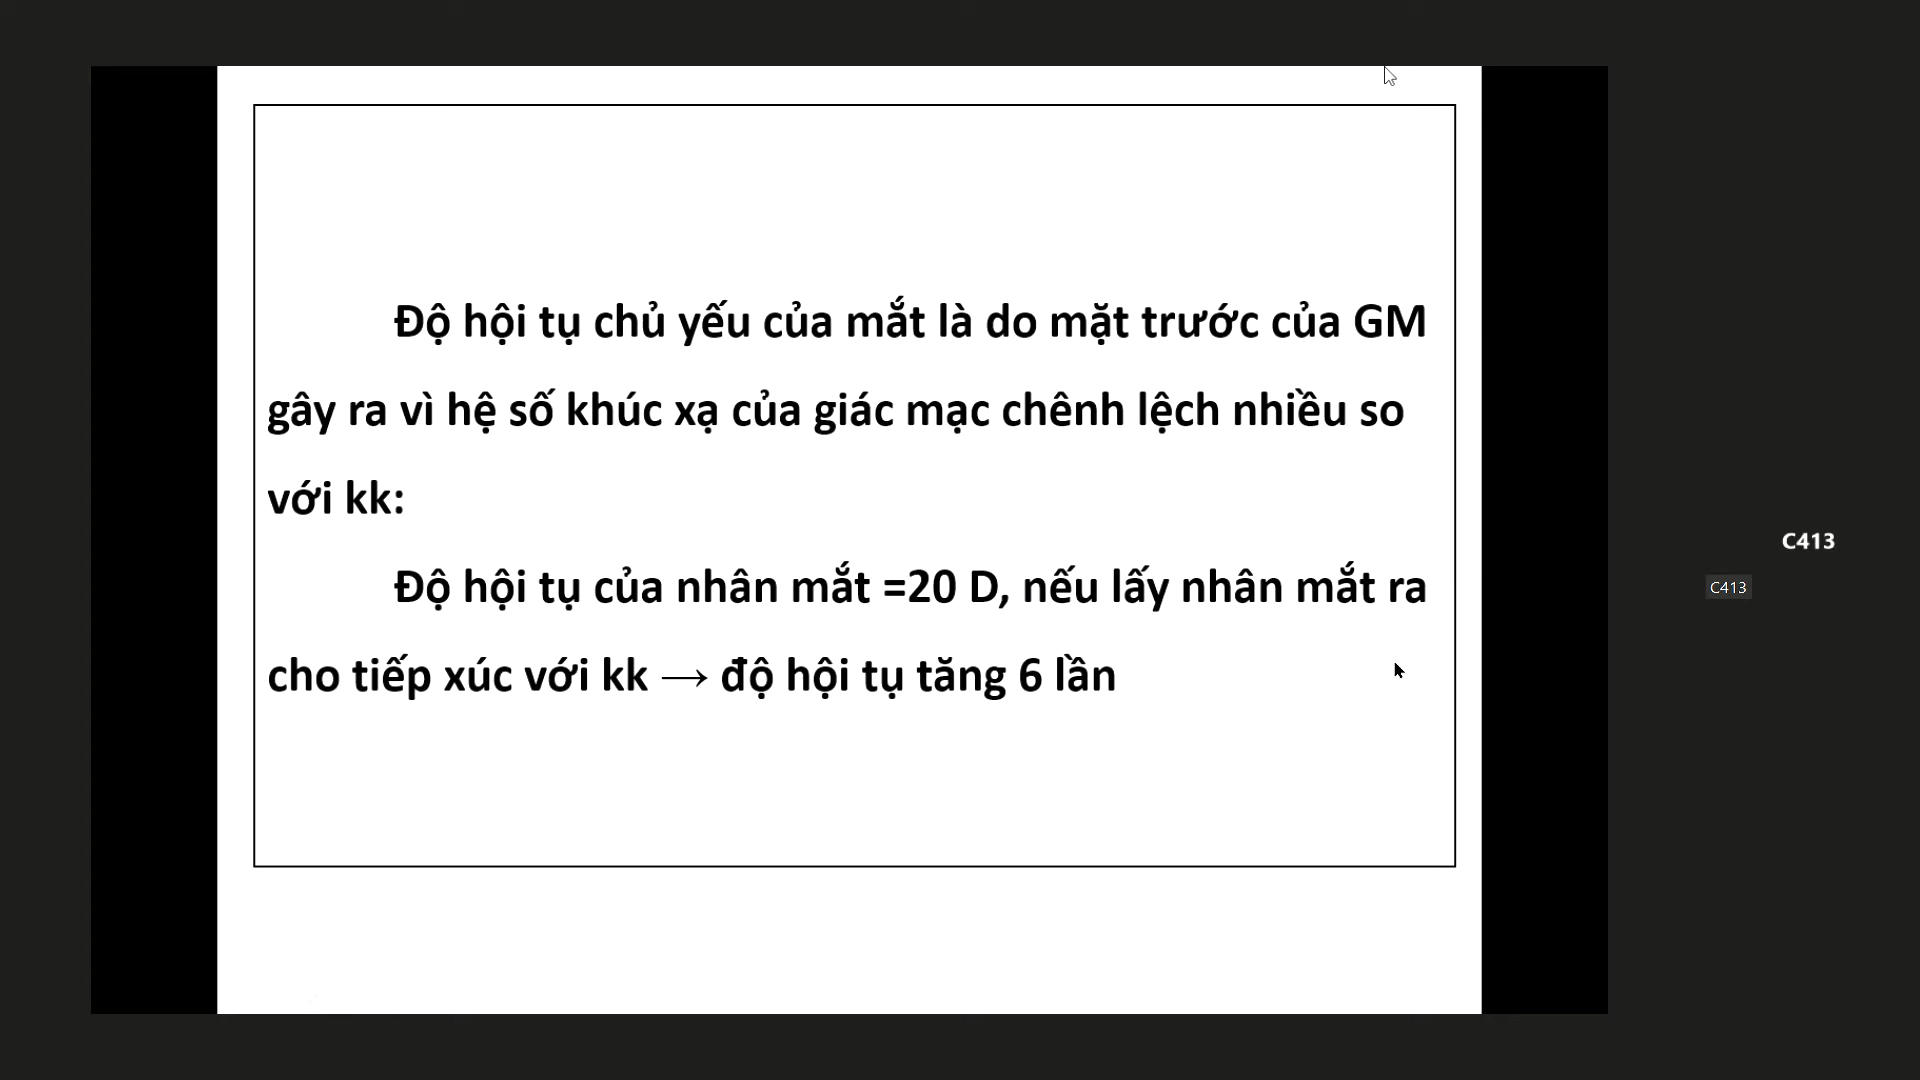 Độ hội tụ chủ yếu của mắt là do mặt trước của GM
gây ra vì hệ số khúc xạ của giác mạc chênh lệch nhiều so
với kk:
Độ hội tụ của nhân mắt =20 D, nếu lấy nhân mắt ra
cho tiếp xúc với kk → độ hội tụ tăng 6 lần
C413
C413